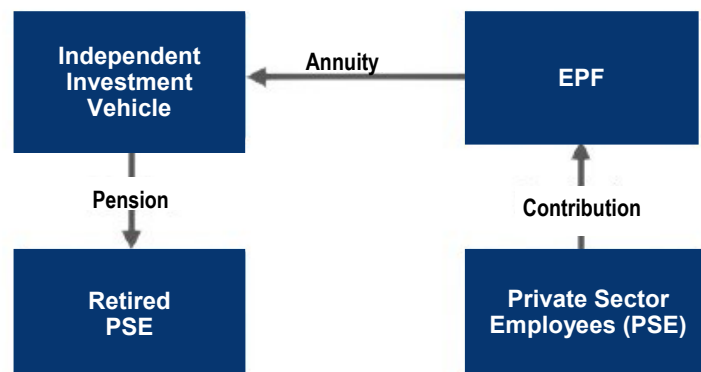 Independent
Investment
Vehicle
Annuity
EPF
Pension
Contribution
Retired
PSE
Private Sector
Employees (PSE)